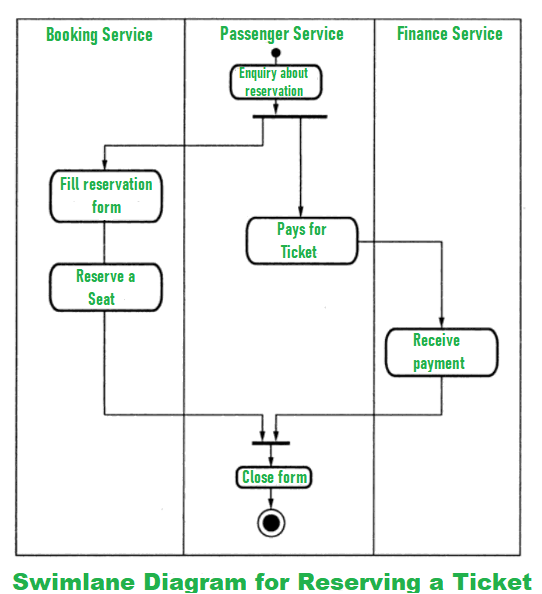 Booking Service
Passenger Service
Finance Service
Enquiry about
reservation
Fill reservation
form
Pays for
Ticket
Reserve a
Seat
Receive
payment
Close form
Swimlane Diagram for Reserving a Ticket